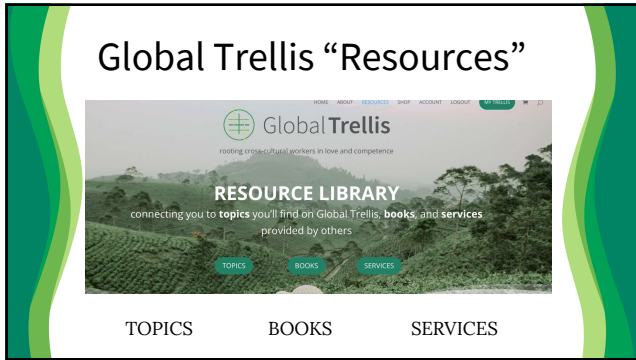 Global Trellis “Resources”
HOME ABOUT RESOURCES SHOP ACCOUNT LOGOUT MY TRELLIS
Global Trellis
rooting cross-cultural workers in love and competence
RESOURCE LIBRARY
connecting you to topics you'll find on Global Trellis, books, and services
provided by others
TOPICS BOOKS SERVICES
TOPICS BOOKS SERVICES